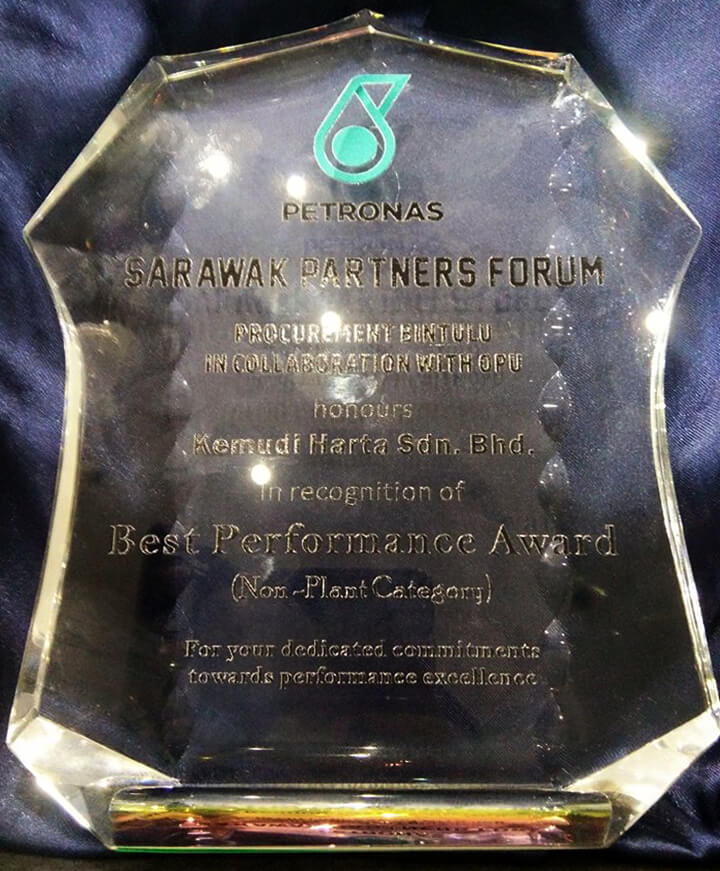 PETRONAS
SARAWAK PARTNERS FORUM
PROCUREMENT BINTULU
IN COLLABORATION WITH OPU
honours
Kemudi Harta Sdn. Bhd.
in recognition of
Best Performance Award
(Non-Plant Category)
For your dedicated commitments
towards performance excellence